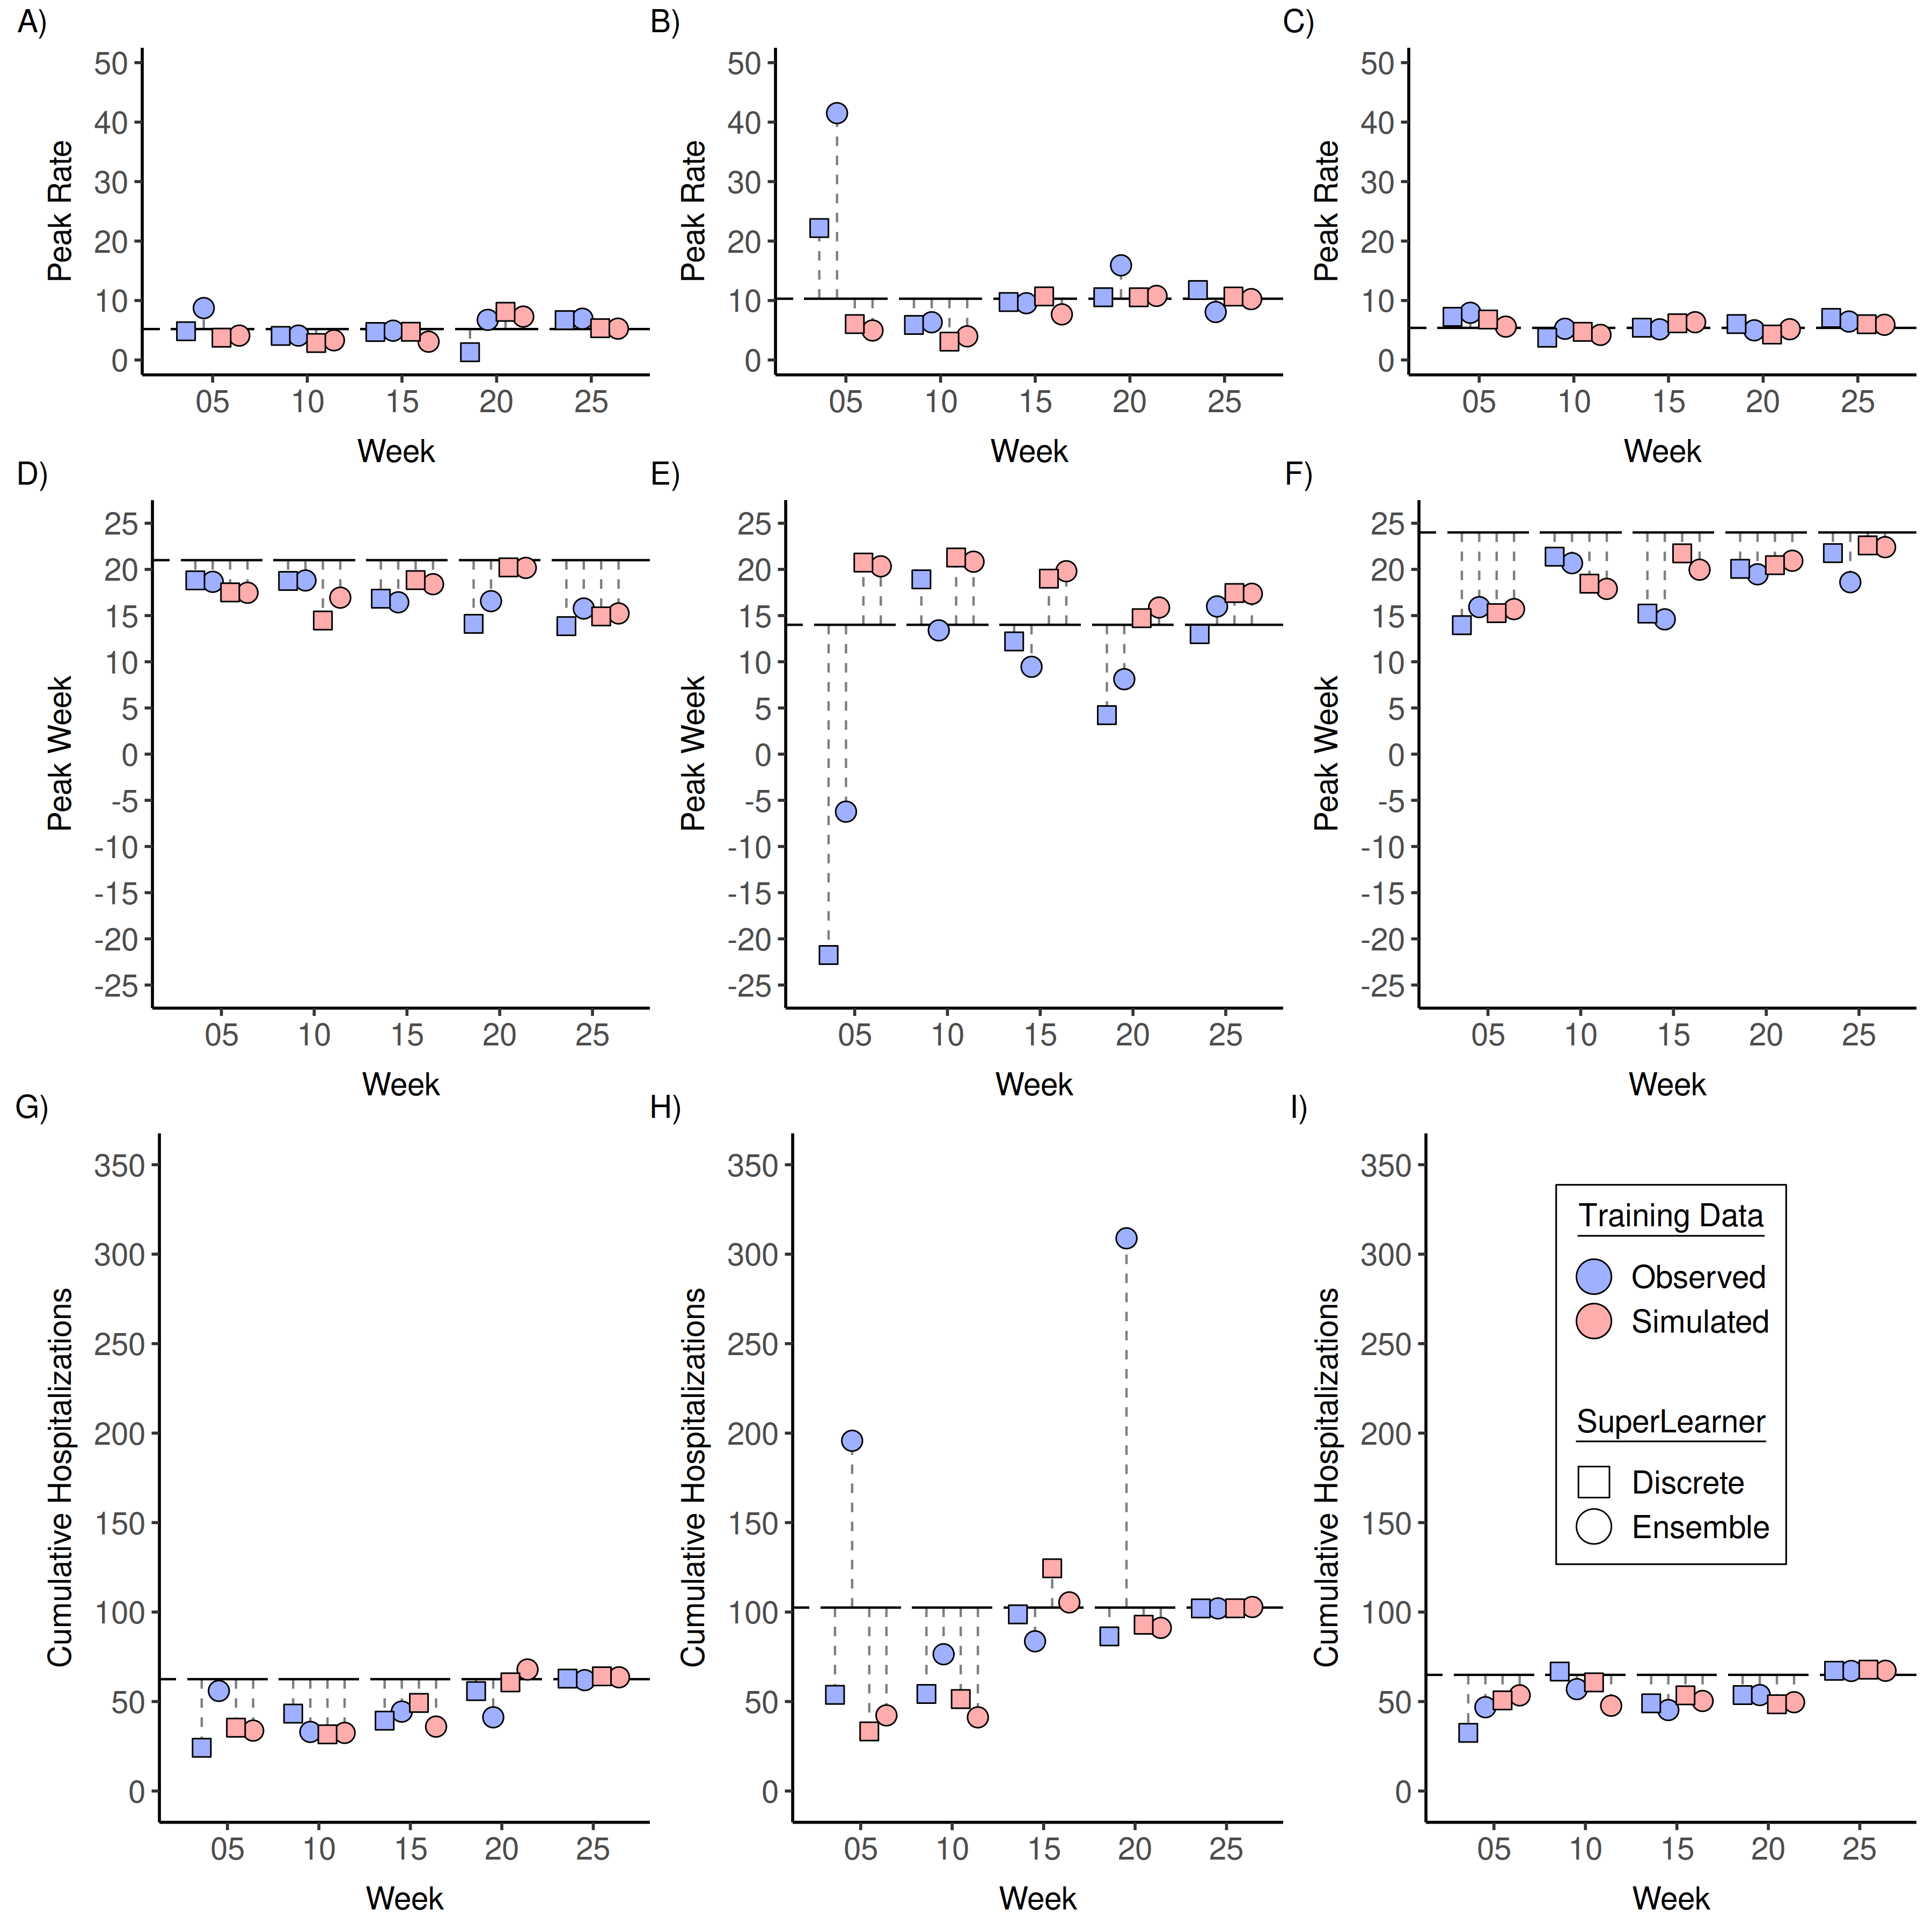 A)
B)
C)
50
40
30
20
10
0
Peak Rate
05 10 15 20 25
Week
50
40
30
20
10
0
Peak Rate
05 10 15 20 25
Week
50
40
30
20
10
0
Peak Rate
05 10 15 20 25
Week
D)
E)
F)
25
20
15
10
5
0
-5
-10
-15
-20
-25
Peak Week
05 10 15 20 25
Week
25
20
15
10
5
0
-5
-10
-15
-20
-25
Peak Week
05 10 15 20 25
Week
25
20
15
10
5
0
-5
-10
-15
-20
-25
Peak Week
05 10 15 20 25
Week
G)
H)
I)
350
300
250
200
150
100
50
0
Cumulative Hospitalizations
05 10 15 20 25
Week
350
300
250
200
150
100
50
0
Cumulative Hospitalizations
05 10 15 20 25
Week
350
300
250
200
150
100
50
0
Cumulative Hospitalizations
05 10 15 20 25
Week
Training Data
Observed
Simulated
SuperLearner
Discrete
Ensemble